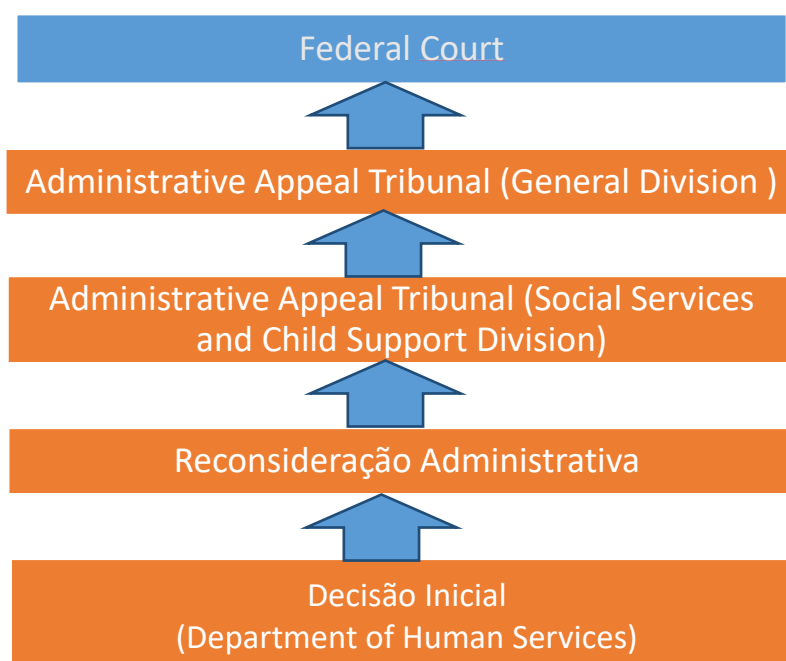 Federal Court
Administrative Appeal Tribunal (General Division )
Administrative Appeal Tribunal (Social Services
and Child Support Division)
Reconsideração Administrativa
Decisão Inicial
(Department of Human Services)